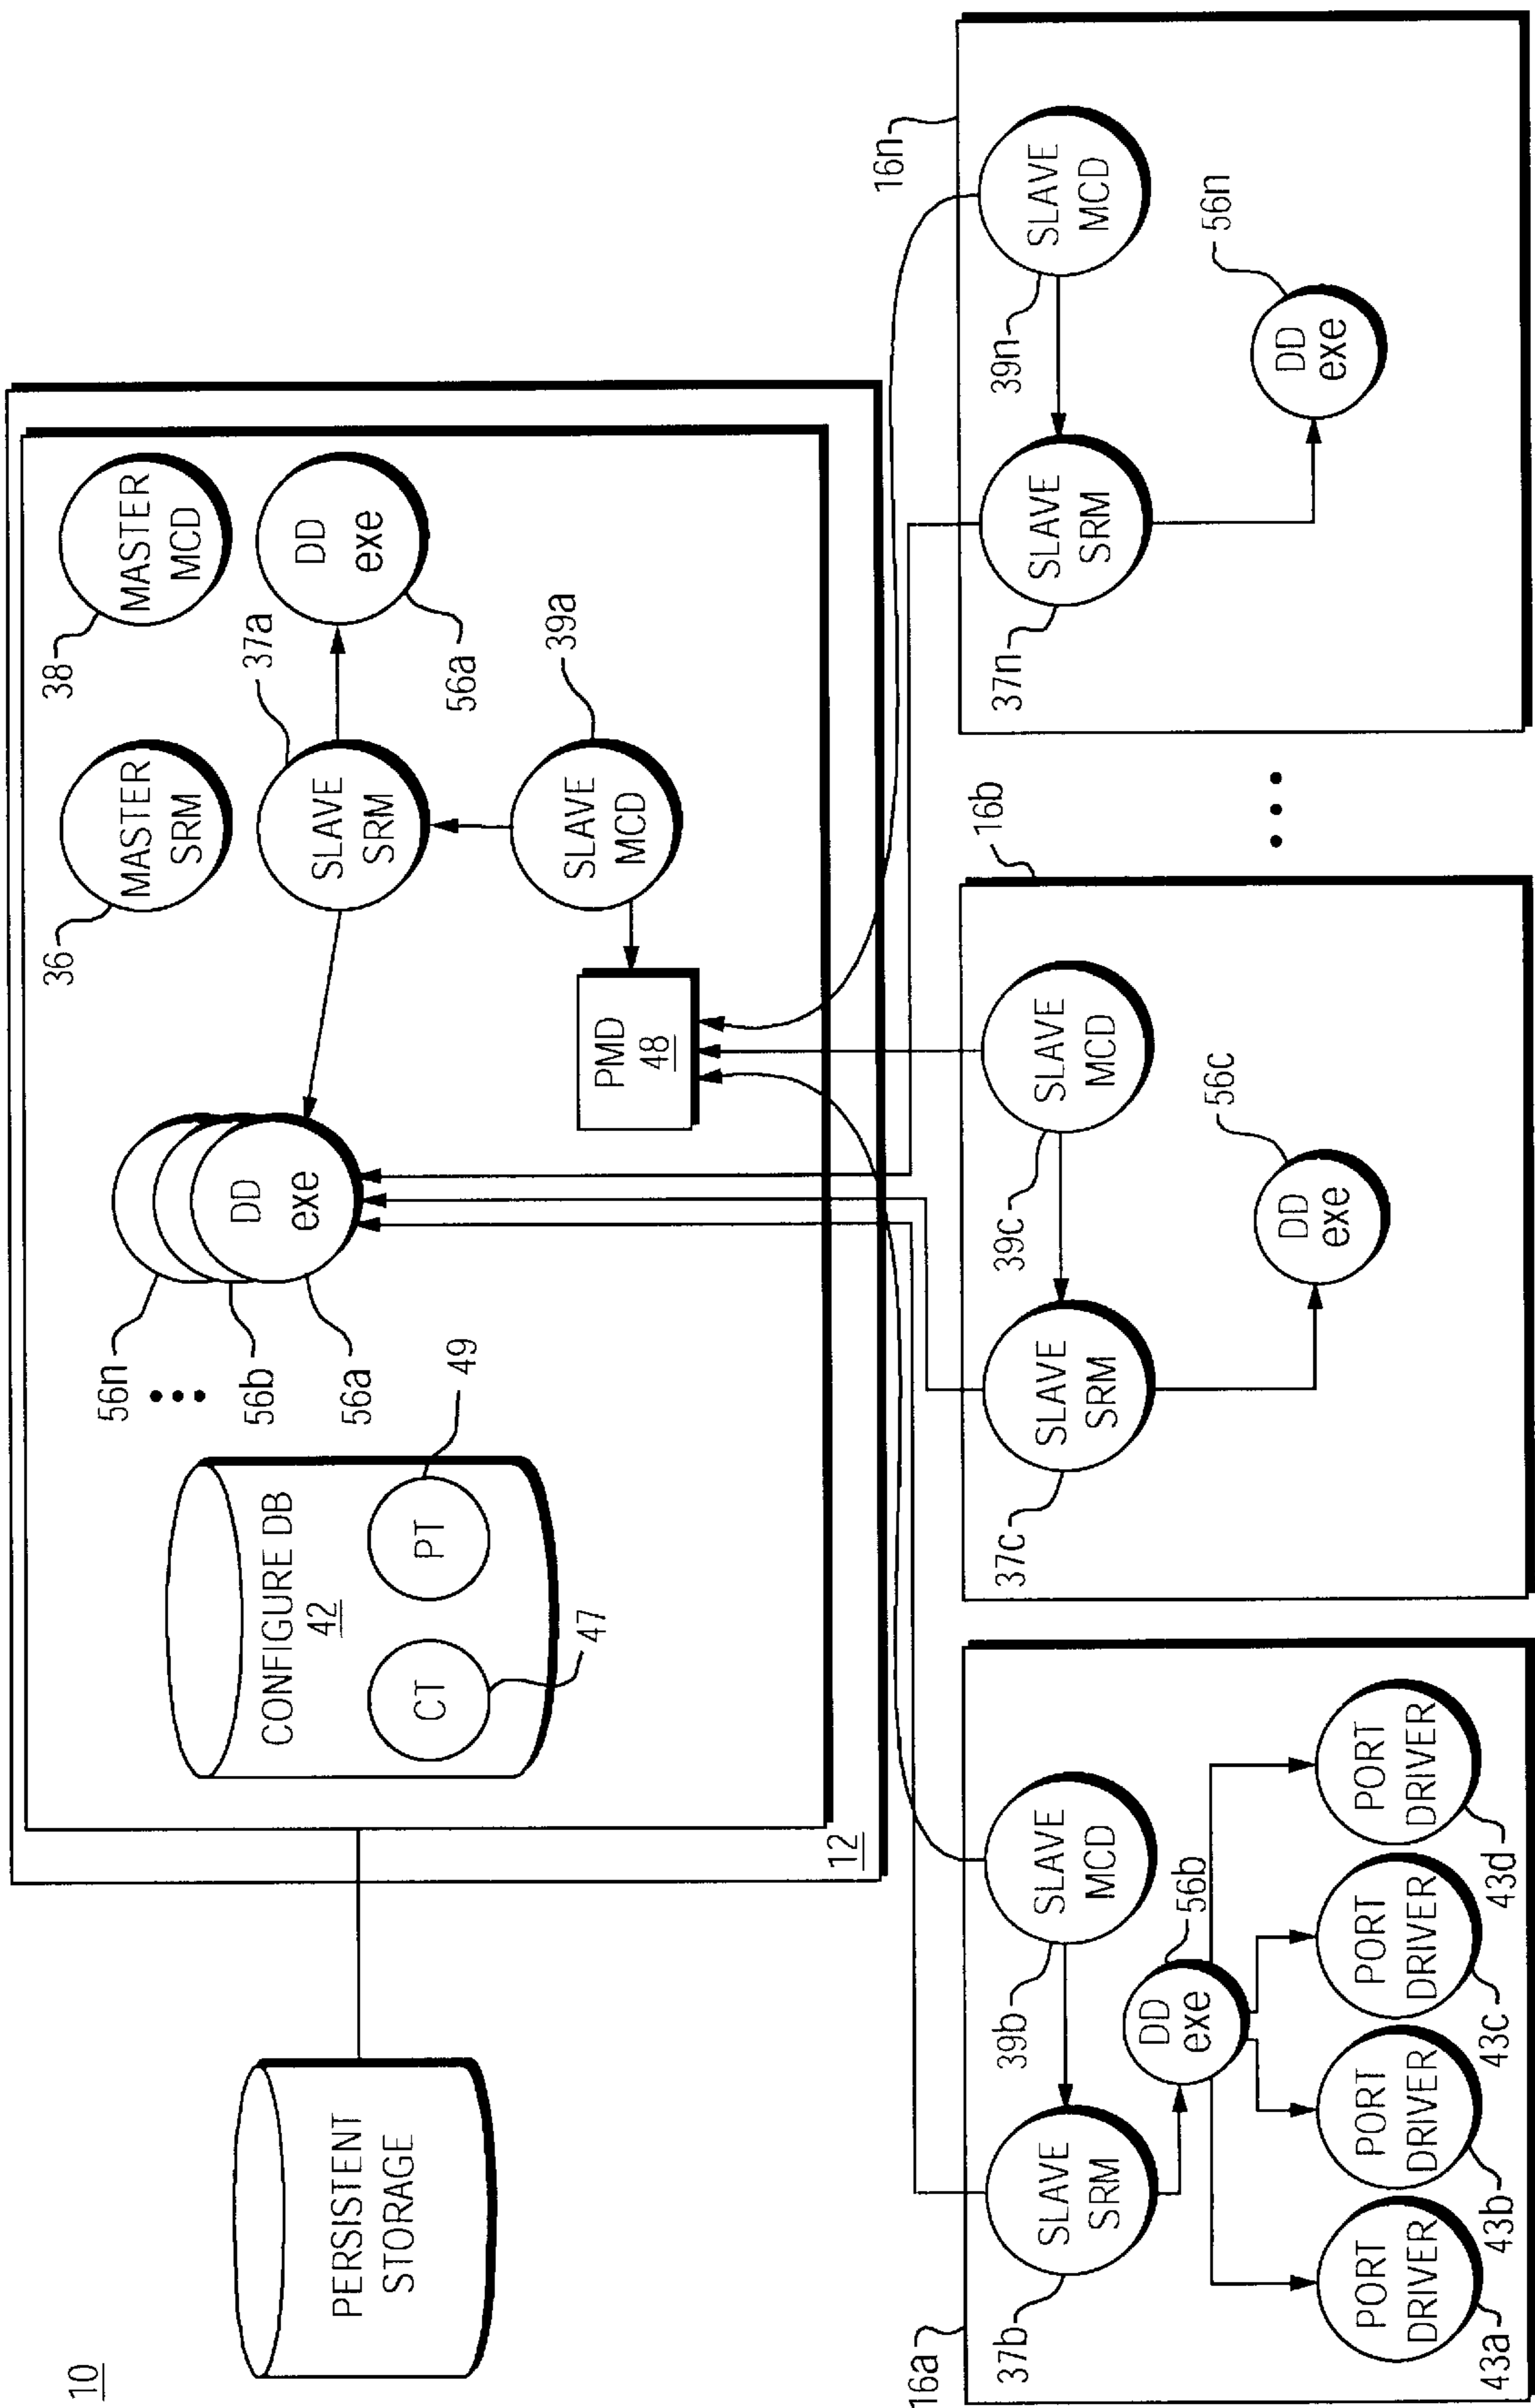 10
PERSISTENT
STORAGE
12
CONFIGURE DB
42
CT
PT
47
49
56n
56b
56a
DD
exe
36
MASTER
SRM
38
MASTER
MCD
37a
SLAVE
SRM
DD
exe
56a
39a
SLAVE
MCD
PMD
48
16a
37b
SLAVE
SRM
39b
SLAVE
MCD
DD
exe
56b
PORT
DRIVER
43a
PORT
DRIVER
43b
PORT
DRIVER
43c
PORT
DRIVER
43d
16b
37c
SLAVE
SRM
39c
SLAVE
MCD
DD
exe
56c
16n
37n
SLAVE
SRM
39n
SLAVE
MCD
DD
exe
56n